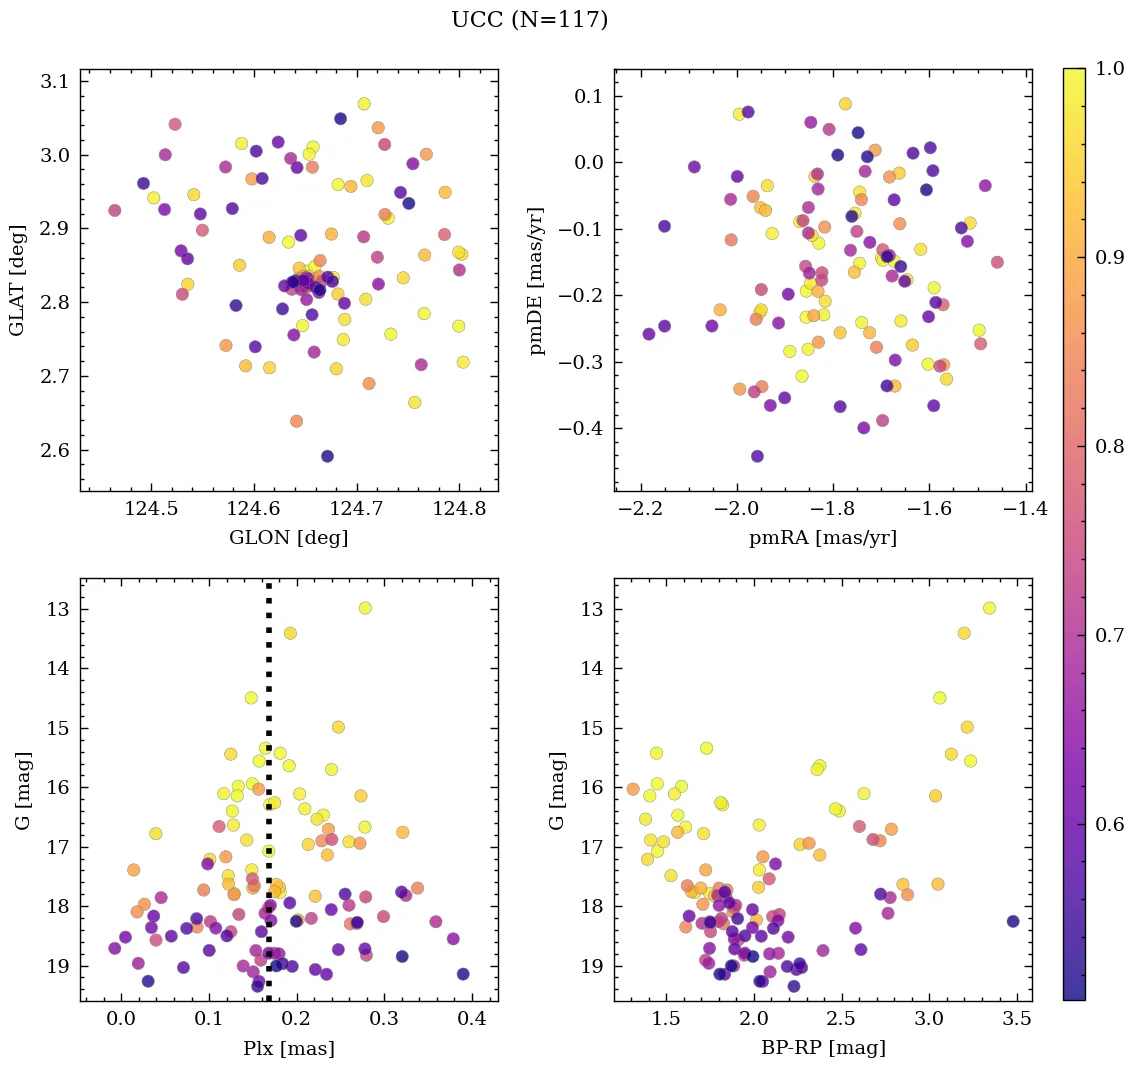 UCC (N=117)
3.1
3.0
2.9
2.8
2.7
2.6
GLAT [deg]
124.5 124.6 124.7 124.8
GLON [deg]
0.1
0.0
−0.1
−0.2
−0.3
−0.4
pmDE [mas/yr]
−2.2 −2.0 −1.8 −1.6 −1.4
pmRA [mas/yr]
13
14
15
16
17
18
19
G [mag]
0.0 0.1 0.2 0.3 0.4
Plx [mas]
13
14
15
16
17
18
19
G [mag]
1.5 2.0 2.5 3.0 3.5
BP-RP [mag]
1.0
0.9
0.8
0.7
0.6